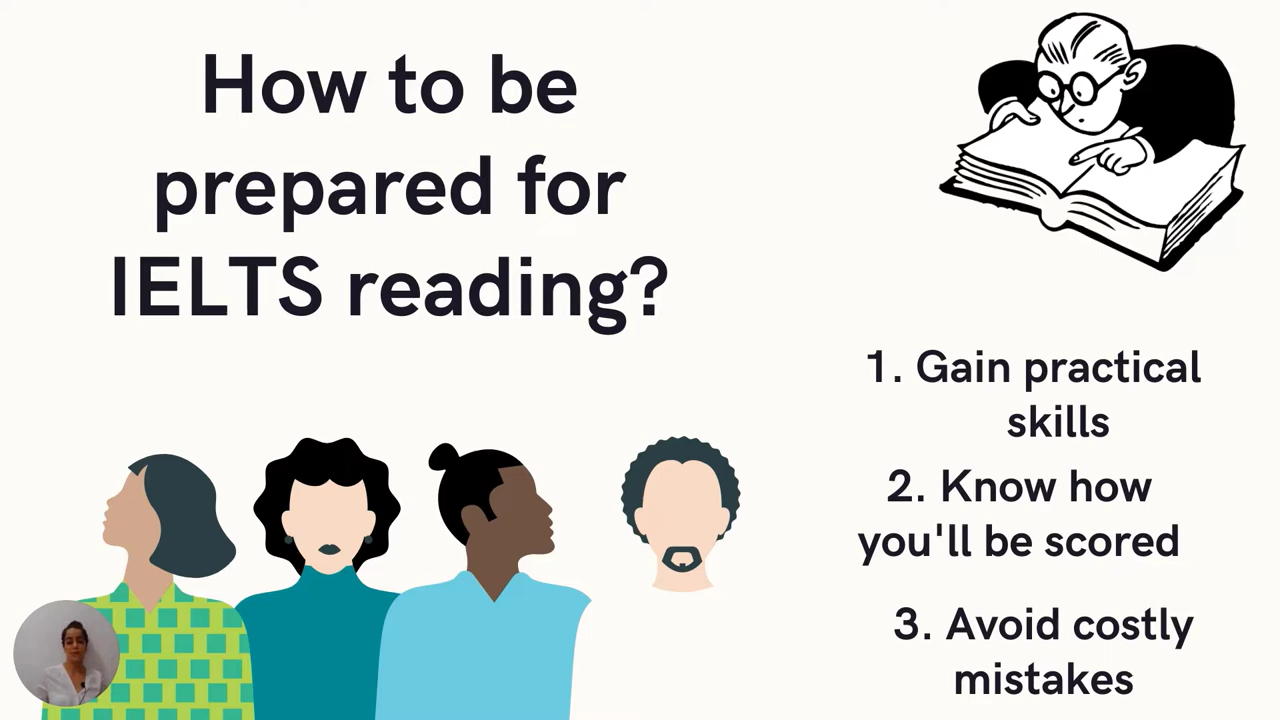 How to be
prepared for
IELTS reading?
1. Gain practical
skills
2. Know how
you'll be scored
3. Avoid costly
mistakes